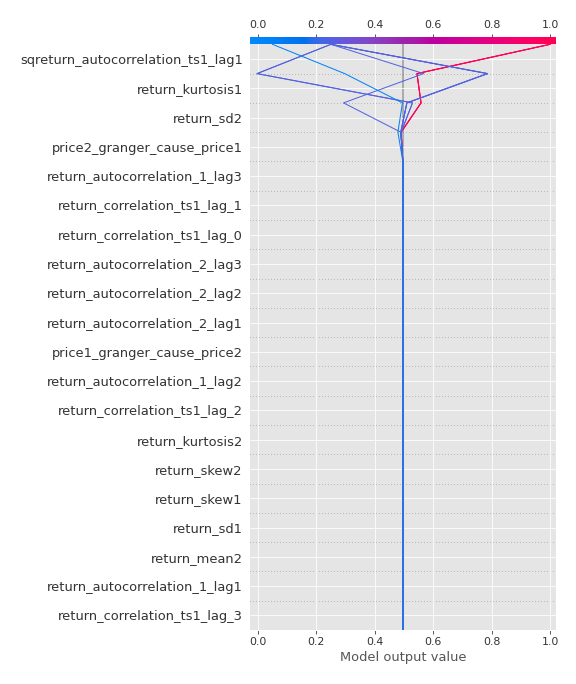 0.0 0.2 0.4 0.6 0.8 1.0
sqreturn_autocorrelation_ts1_lag1
return_kurtosis1
return_sd2
price2_granger_cause_price1
return_autocorrelation_1_lag3
return_correlation_ts1_lag_1
return_correlation_ts1_lag_0
return_autocorrelation_2_lag3
return_autocorrelation_2_lag2
return_autocorrelation_2_lag1
price1_granger_cause_price2
return_autocorrelation_1_lag2
return_correlation_ts1_lag_2
return_kurtosis2
return_skew2
return_skew1
return_sd1
return_mean2
return_autocorrelation_1_lag1
return_correlation_ts1_lag_3
0.0 0.2 0.4 0.6 0.8 1.0
Model output value